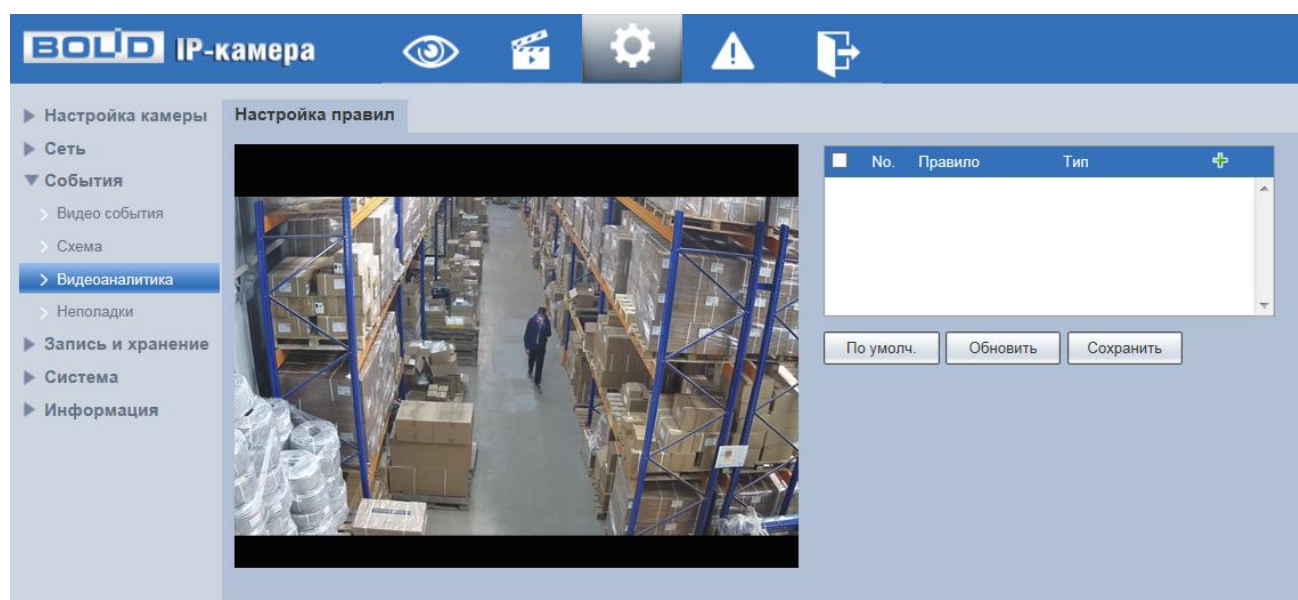 BOLID IP-камера
Настройка камеры
Сеть
События
Видео события
Схема
Видеоаналитика
Неполадки
Запись и хранение
Система
Информация
Настройка правил
No. Правило Тип
По умолч. Обновить Сохранить